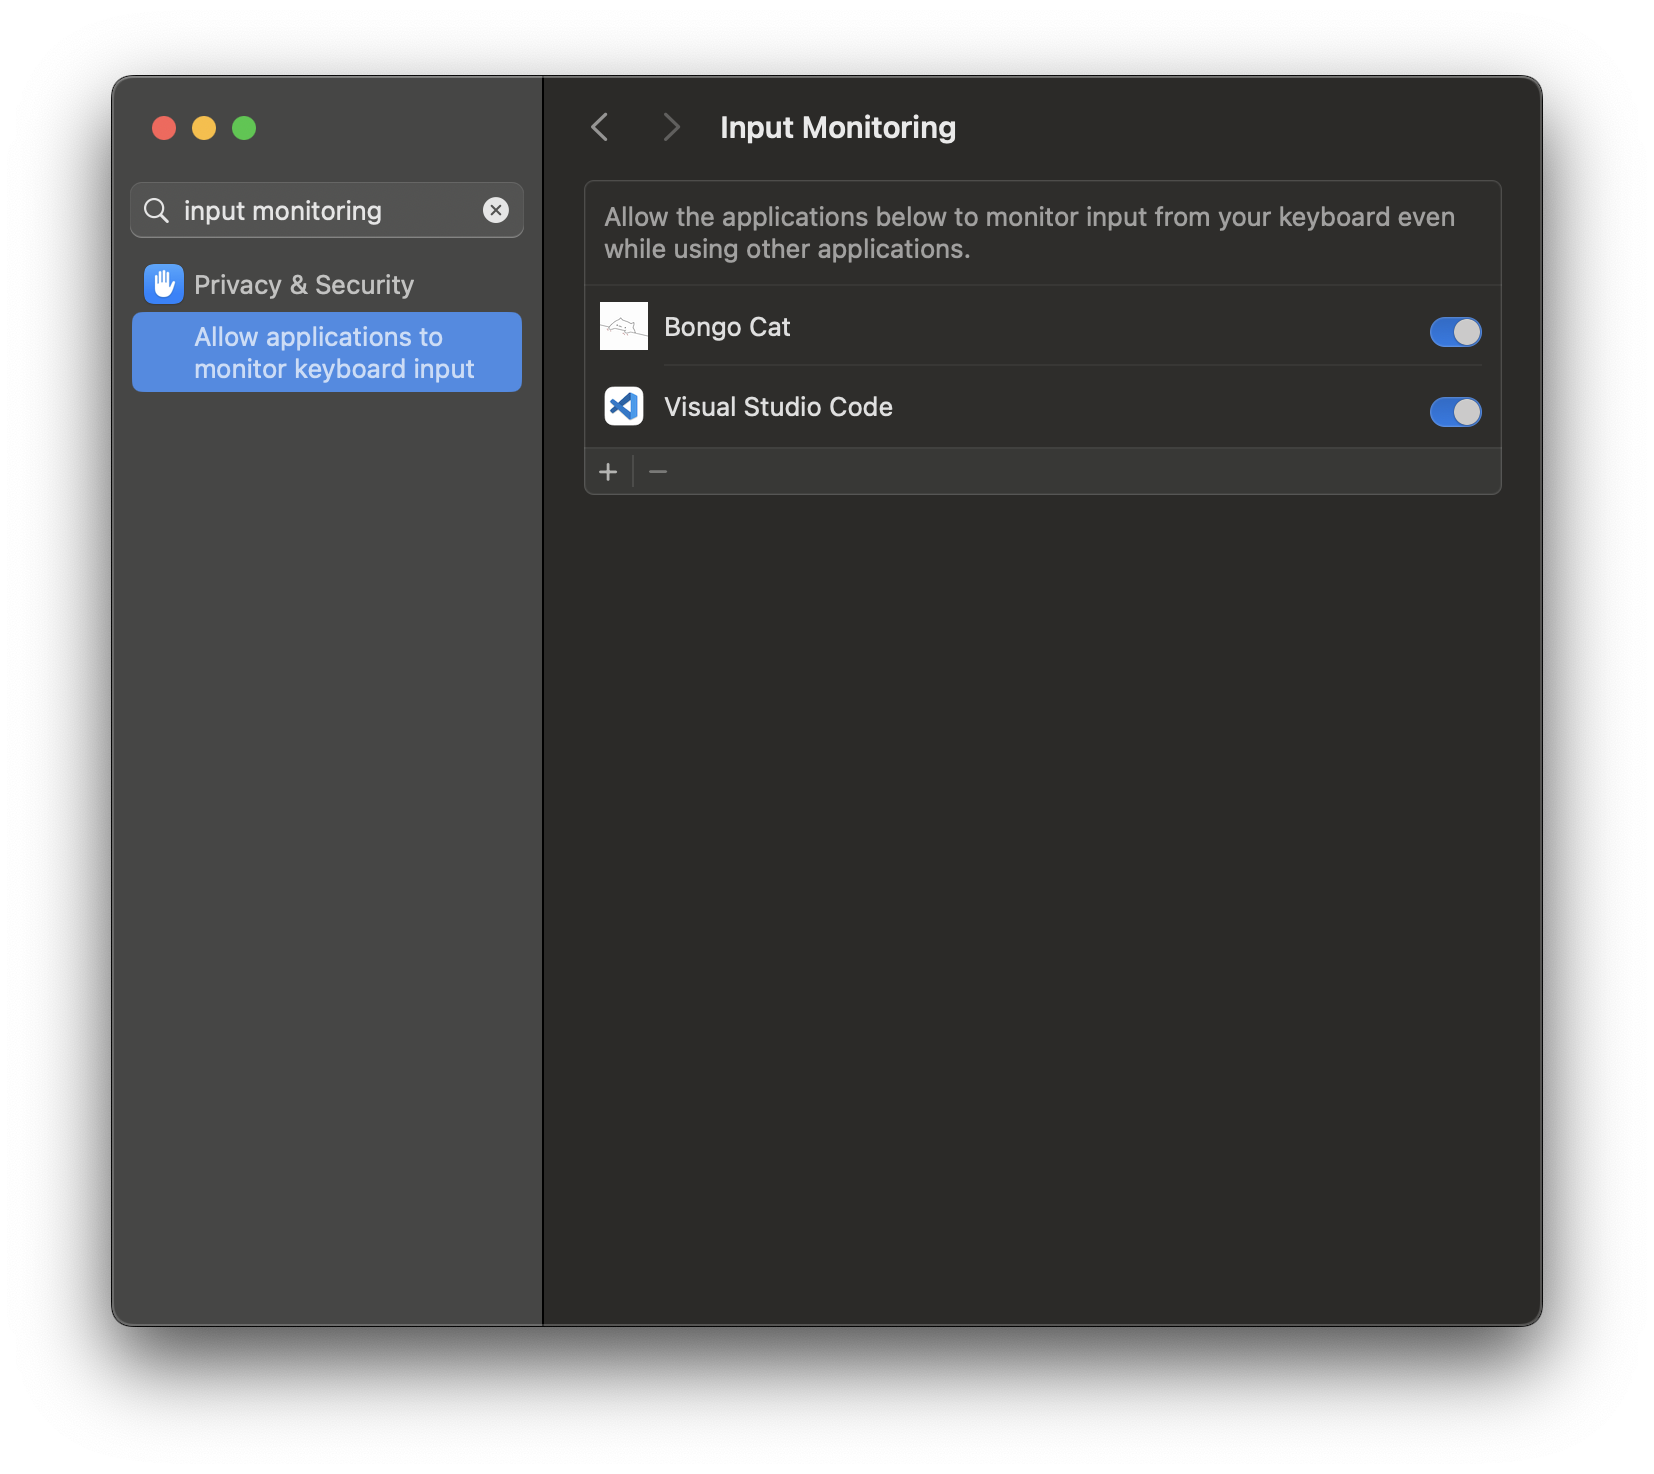 input monitoring
Privacy & Security
Allow applications to
monitor keyboard input
Input Monitoring
Allow the applications below to monitor input from your keyboard even
while using other applications.
Bongo Cat
Visual Studio Code